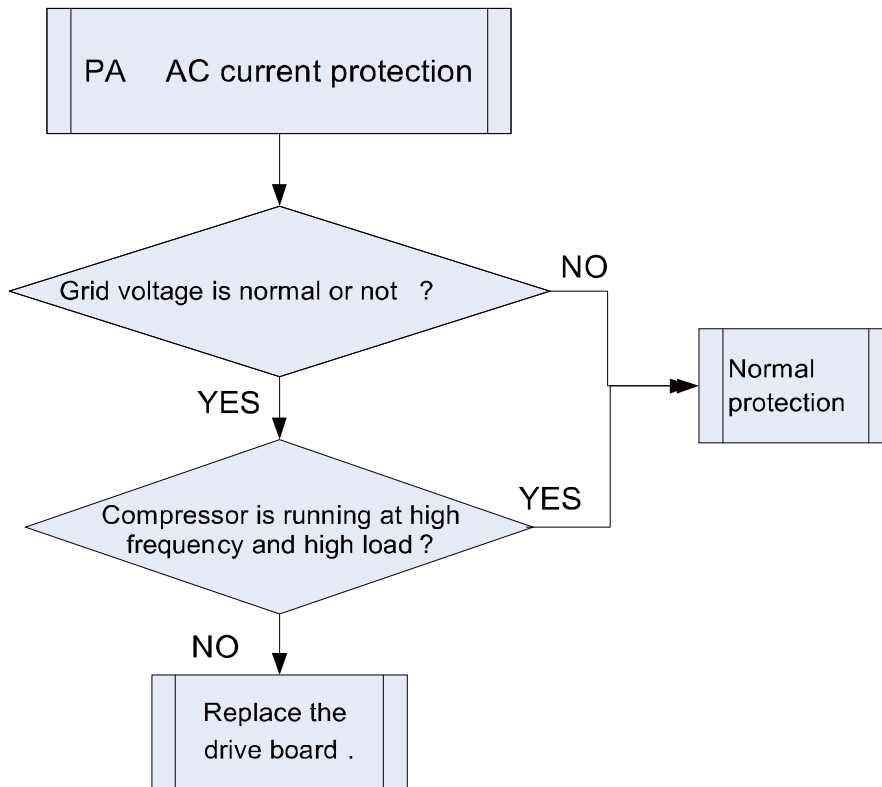 PA AC current protection
Grid voltage is normal or not ?
NO
YES
Normal
protection
Compressor is running at high
frequency and high load ?
YES
NO
Replace the
drive board .